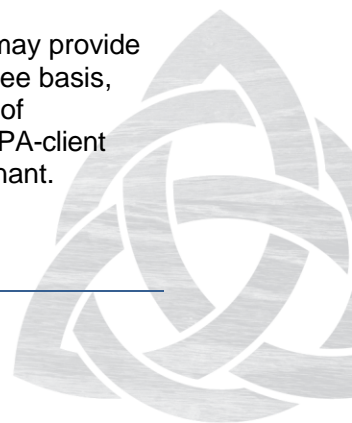 may provide
ee basis,
of
PA-client
nant.